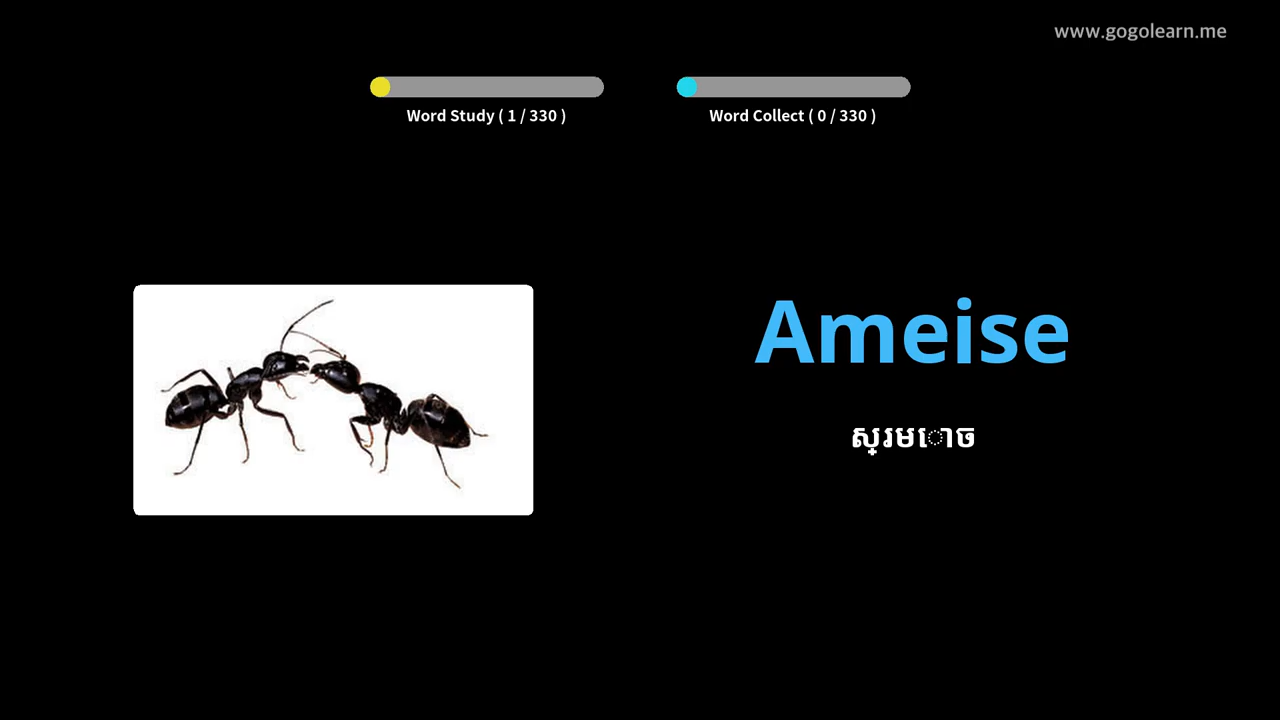 www.gogolearn.me
Word Study ( 1 / 330 )
Word Collect ( 0 / 330 )
Ameise
ស្រមោច